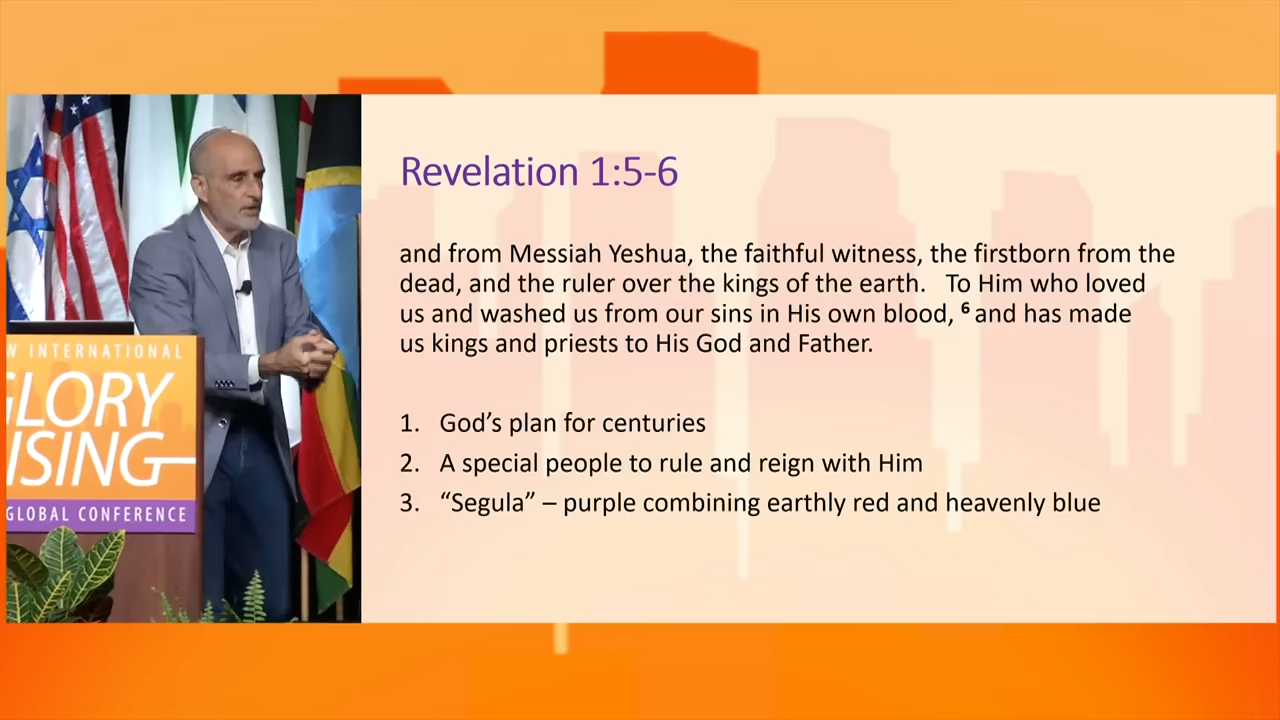 W INTERNATIONAL
GLORY
ISING
GLOBAL CONFERENCE
Revelation 1:5-6
and from Messiah Yeshua, the faithful witness, the firstborn from the
dead, and the ruler over the kings of the earth. To Him who loved
us and washed us from our sins in His own blood, ⁶ and has made
us kings and priests to His God and Father.
1. God’s plan for centuries
2. A special people to rule and reign with Him
3. “Segula” – purple combining earthly red and heavenly blue